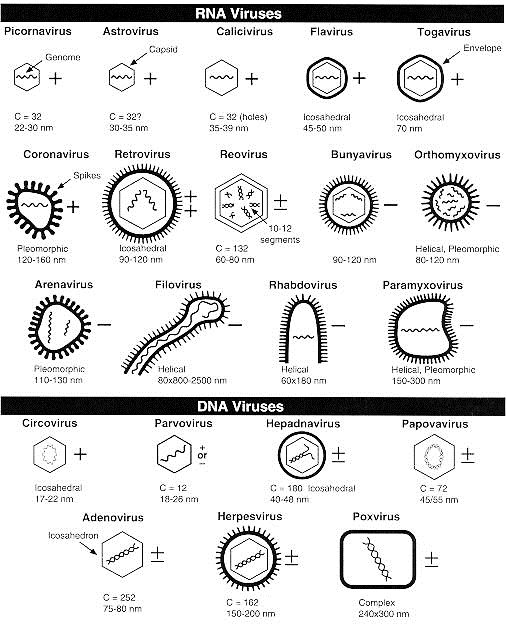 RNA Viruses
Picornavirus Astrovirus Calicivirus Flavirus Togavirus
Genome Capsid Envelope
+ + + + +
C = 32 C = 32? C = 32 (holes) Icosahedral Icosahedral
22-30 nm 30-35 nm 35-39 nm 45-50 nm 70 nm
Coronavirus Retrovirus Reovirus Bunyavirus Orthomyxovirus
Spikes
+ + + ± − −
10-12
segments
Pleomorphic Icosahedral C = 132 Helical, Pleomorphic
120-160 nm 90-120 nm 60-80 nm 90-120 nm 80-120 nm
Arenavirus Filovirus Rhabdovirus Paramyxovirus
− − − −
Pleomorphic Helical Helical Helical, Pleomorphic
110-130 nm 80x800-2500 nm 60x180 nm 150-300 nm
DNA Viruses
Circovirus Parvovirus Hepadnavirus Papovavirus
+ + or − ± ±
Icosahedral C = 12 C = 180 Icosahedral C = 72
17-22 nm 18-26 nm 40-48 nm 45/55 nm
Adenovirus Herpesvirus Poxvirus
Icosahedron
± ± ±
C = 252 C = 162 Complex
75-80 nm 150-200 nm 240x300 nm